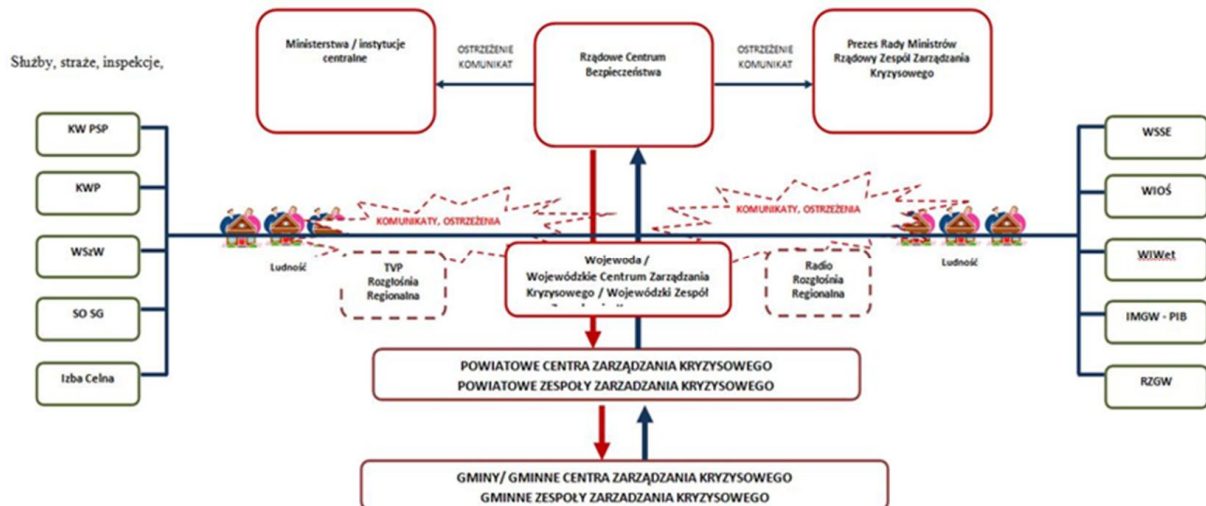 Ministerstwa / instytucje
centralne
OSTRZEŻENIE
KOMUNIKAT
Rządowe Centrum
Bezpieczeństwa
OSTRZEŻENIE
KOMUNIKAT
Prezes Rady Ministrów
Rządowy Zespół Zarządzania
Kryzysowego
Służby, straże, inspekcje,
KW PSP
KWP
WSzW
SO SG
Izba Celna
KOMUNIKATY, OSTRZEŻENIA
KOMUNIKATY, OSTRZEŻENIA
Ludność
TVP
Rozgłośnia
Regionalna
Wojewoda /
Wojewódzkie Centrum Zarządzania
Kryzysowego / Wojewódzki Zespół
Radio
Rozgłośnia
Regionalna
Ludność
WSSE
WIOŚ
WIWet
IMGW - PIB
RZGW
POWIATOWE CENTRA ZARZĄDZANIA KRYZYSOWEGO
POWIATOWE ZESPOŁY ZARZADZANIA KRYZYSOWEGO
GMINY/ GMINNE CENTRA ZARZĄDZANIA KRYZYSOWEGO
GMINNE ZESPOŁY ZARZADZANIA KRYZYSOWEGO